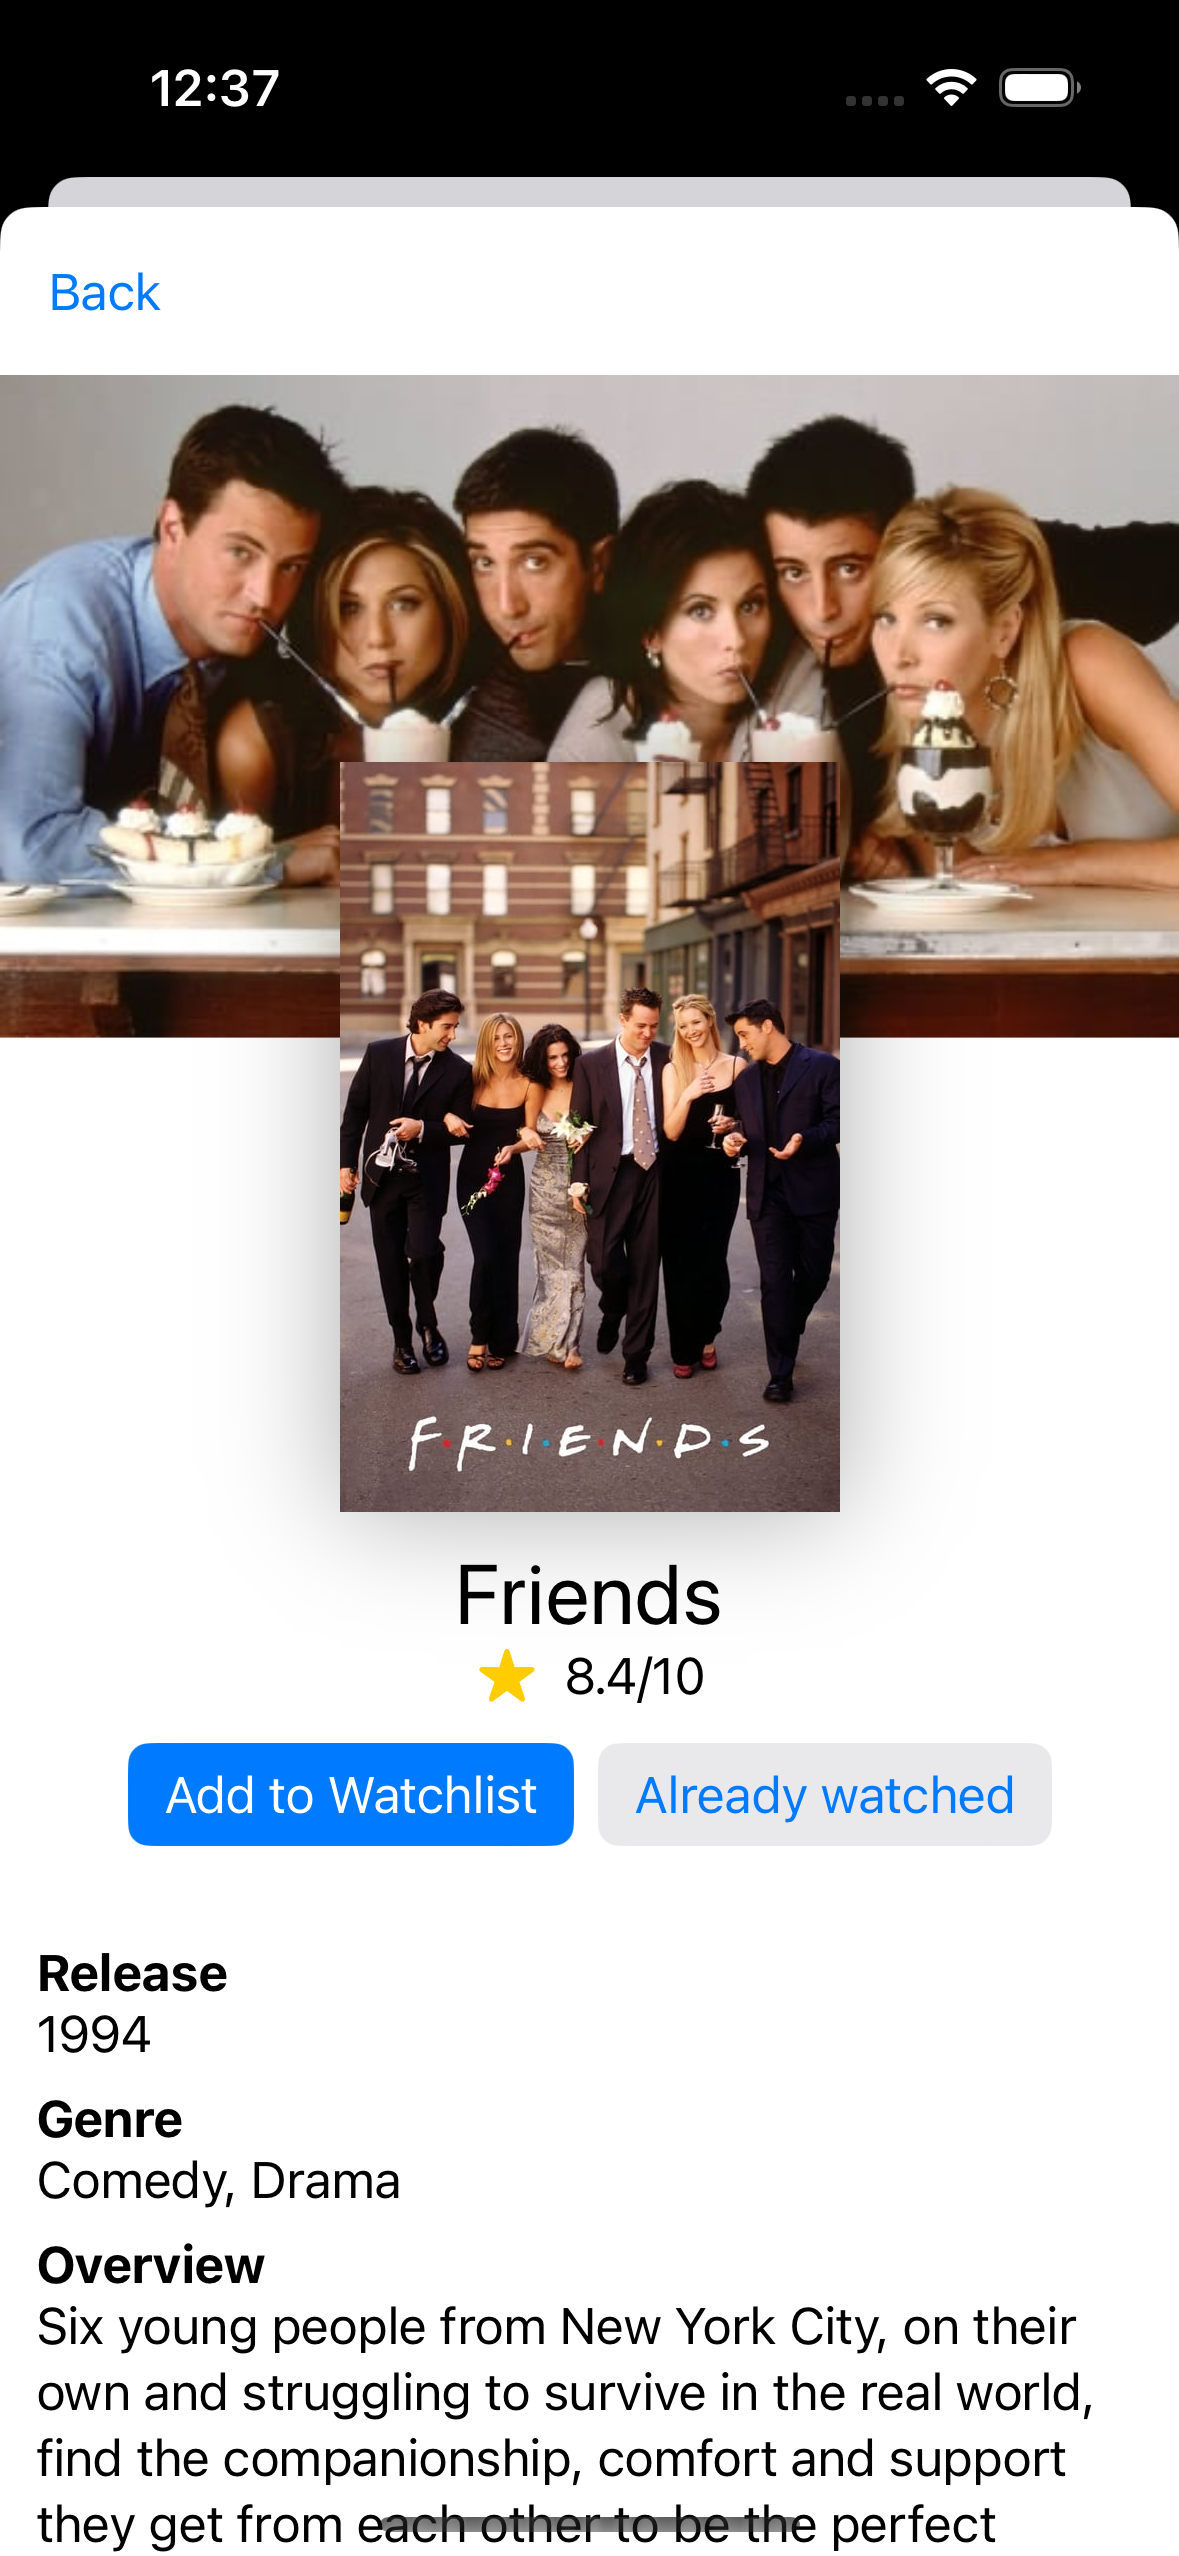 12:37
Back
F·R·I·E·N·D·S
Friends
8.4/10
Add to Watchlist
Already watched
Release
1994
Genre
Comedy, Drama
Overview
Six young people from New York City, on their
own and struggling to survive in the real world,
find the companionship, comfort and support
they get from each other to be the perfect